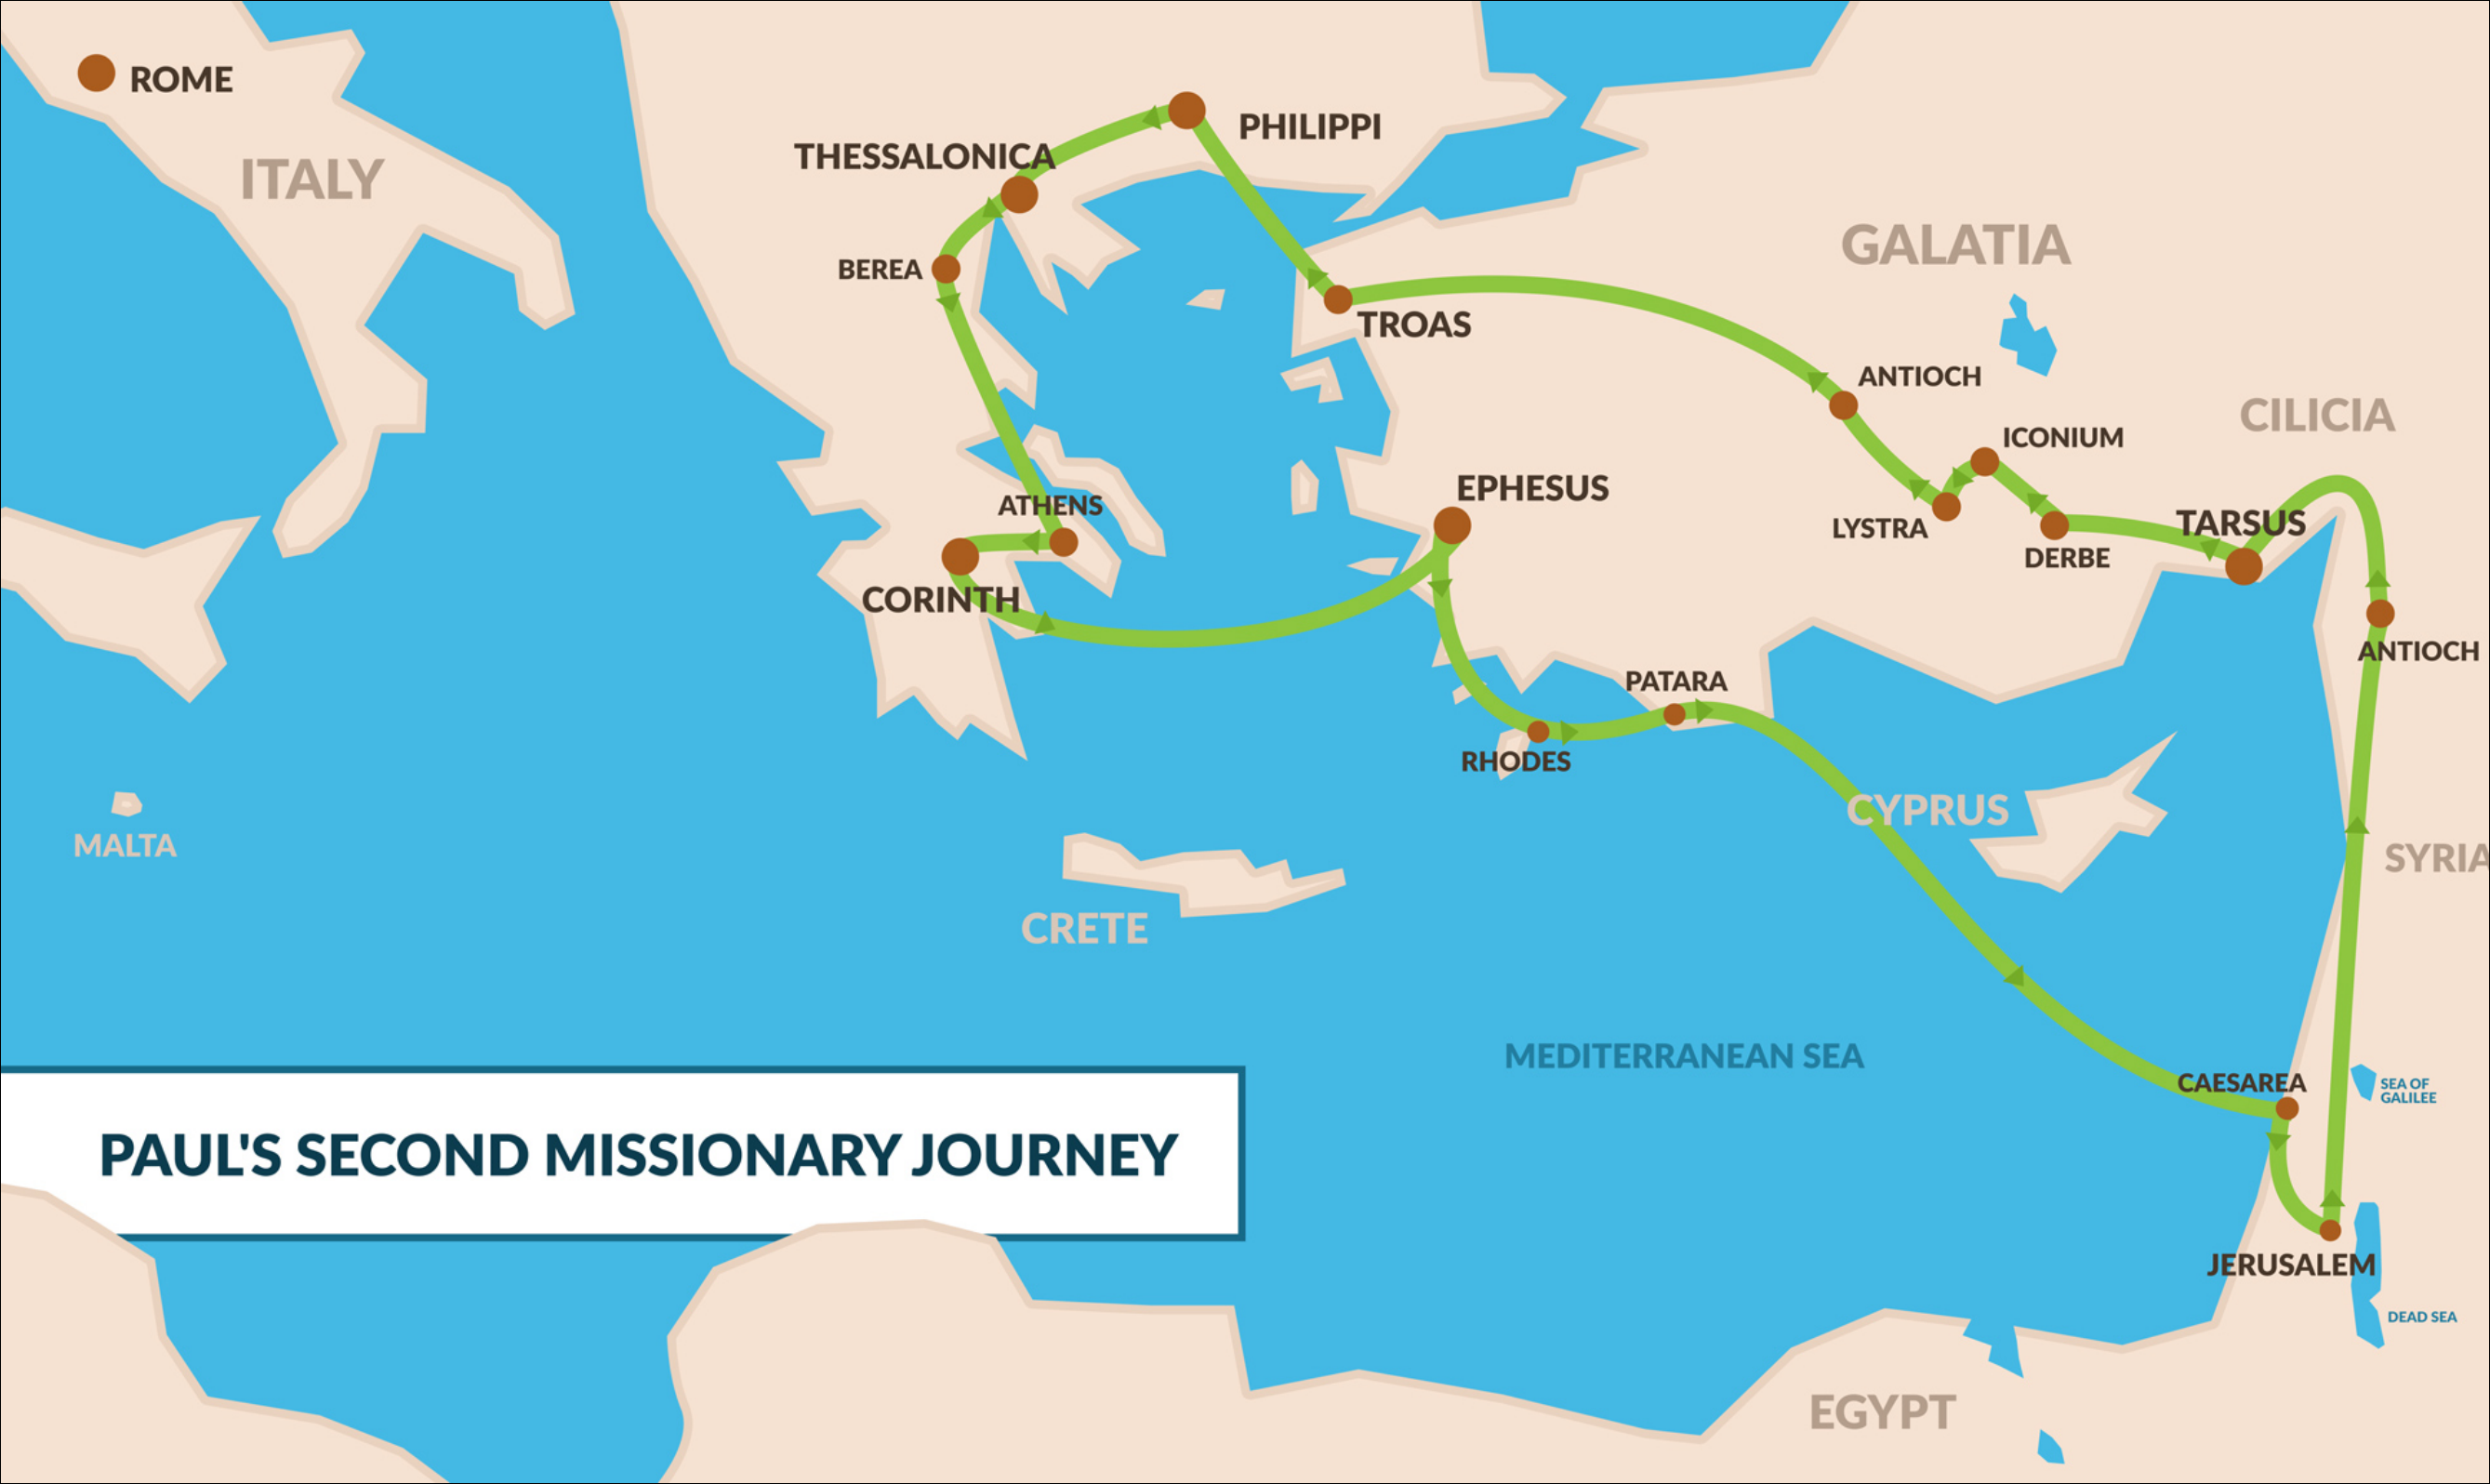 ROME
PHILIPPI
THESSALONICA
ITALY
GALATIA
BEREA
TROAS
ANTIOCH
CILICIA
ICONIUM
EPHESUS
ATHENS
LYSTRA
TARSUS
DERBE
CORINTH
ANTIOCH
PATARA
RHODES
CYPRUS
MALTA
SYRIA
CRETE
MEDITERRANEAN SEA
CAESAREA
SEA OF
GALILEE
PAUL'S SECOND MISSIONARY JOURNEY
JERUSALEM
DEAD SEA
EGYPT